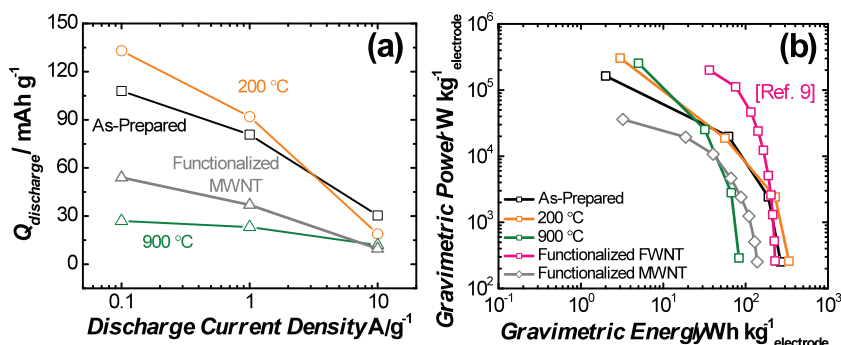 (a)
150
120
90
60
30
0
Q discharge / mAh g-1
200 °C
As-Prepared
Functionalized
MWNT
900 °C
0.1 1 10
Discharge Current Density A/g-1
(b)
10^6
10^5
10^4
10^3
10^2
Gravimetric Power W kg-1 electrode
[Ref. 9]
As-Prepared
200 °C
900 °C
Functionalized FWNT
Functionalized MWNT
10^-1 10^0 10^1 10^2 10^3
Gravimetric Energy/Wh kg-1 electrode